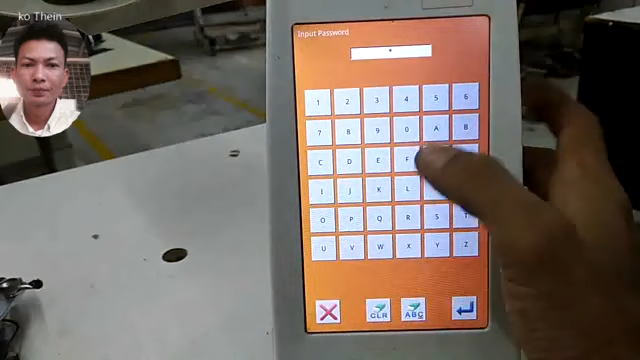 ko Thein
Input Password
*
1 2 3 4 5 6
7 8 9 0 A B
C D E F
I J K L
O P Q R S T
U V W X Y Z
CLR ABC